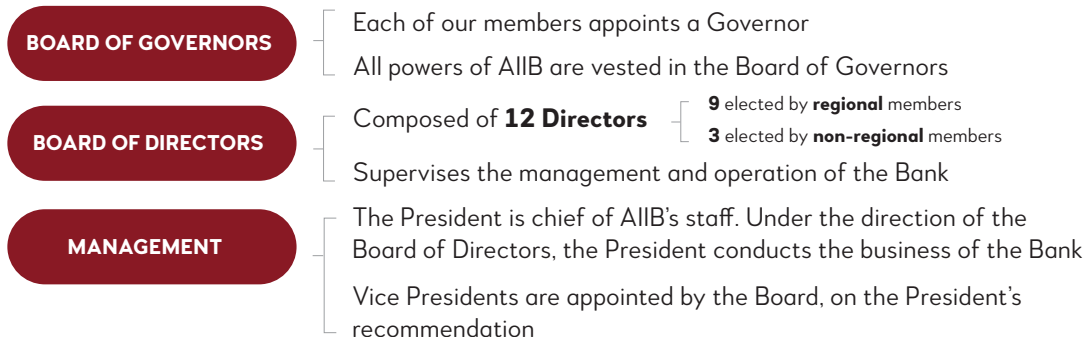 BOARD OF GOVERNORS
Each of our members appoints a Governor
All powers of AIIB are vested in the Board of Governors
BOARD OF DIRECTORS
Composed of 12 Directors
9 elected by regional members
3 elected by non-regional members
Supervises the management and operation of the Bank
MANAGEMENT
The President is chief of AIIB's staff. Under the direction of the
Board of Directors, the President conducts the business of the Bank
Vice Presidents are appointed by the Board, on the President's
recommendation